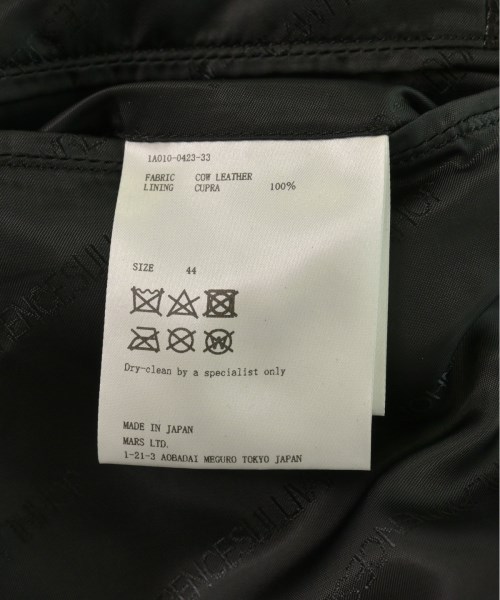 1A010-0423-33
FABRIC COW LEATHER
LINING CUPRA 100%
SIZE 44
W
Dry-clean by a specialist only
MADE IN JAPAN
MARS LTD.
1-21-3 AOBADAI MEGURO TOKYO JAPAN